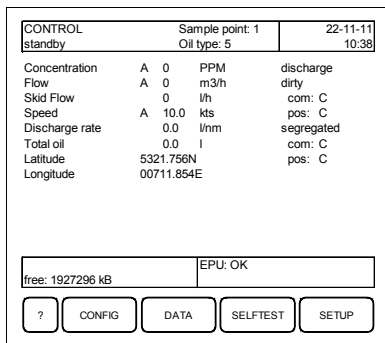 CONTROL Sample point: 1 22-11-11
standby Oil type: 5 10:38
Concentration A 0 PPM discharge
Flow A 0 m3/h dirty
Skid Flow 0 l/h com: C
Speed A 10.0 kts pos: C
Discharge rate 0.0 l/nm segregated
Total oil 0.0 l com: C
Latitude 5321.756N pos: C
Longitude 00711.854E
EPU: OK
free: 1927296 kB
? CONFIG DATA SELFTEST SETUP